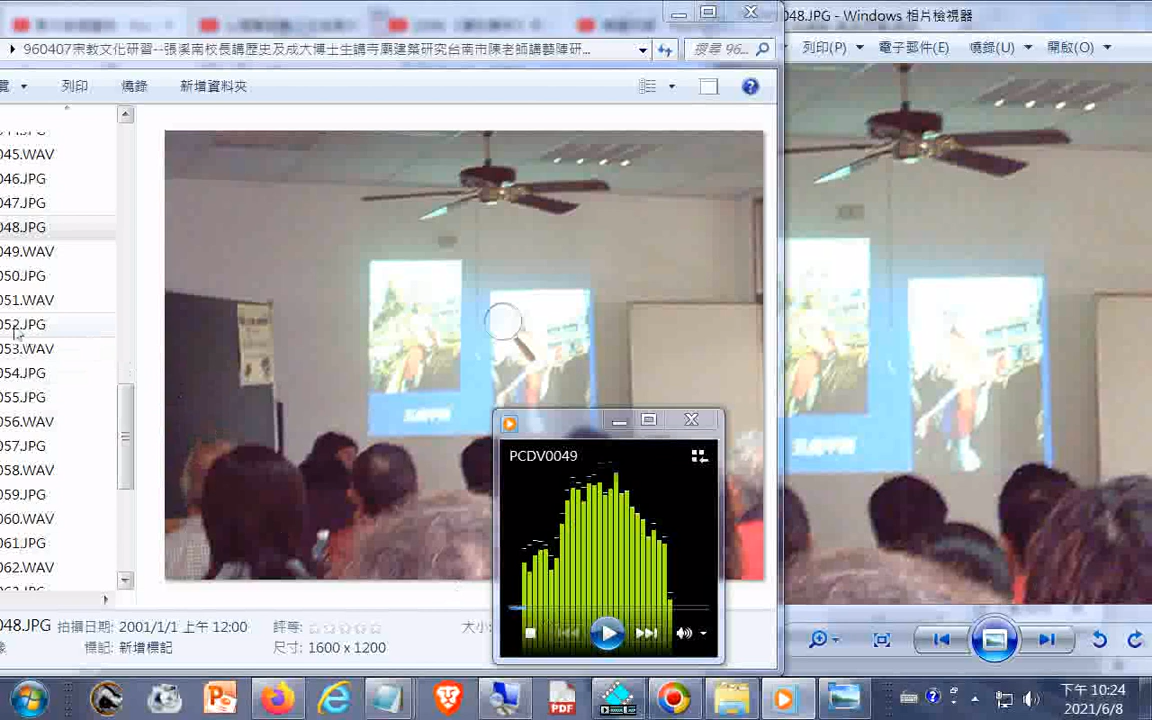 048.JPG - Windows 相片檢視器
960407宗教文化研習--張溪南校長講歷史及成大博士生講寺廟建築研究台南市陳老師講藝陣研...
搜尋 96...
列印(P)
電子郵件(E)
燒錄(U)
開啟(O)
覽
列印
燒錄
新增資料夾
045.WAV
046.JPG
047.JPG
048.JPG
049.WAV
050.JPG
051.WAV
052.JPG
053.WAV
054.JPG
055.JPG
056.WAV
057.JPG
058.WAV
059.JPG
060.WAV
061.JPG
062.WAV
PCDV0049
048.JPG
拍攝日期: 2001/1/1 上午 12:00
評等:
大小:
標記: 新增標記
尺寸: 1600 x 1200
PDF
下午 10:24
2021/6/8